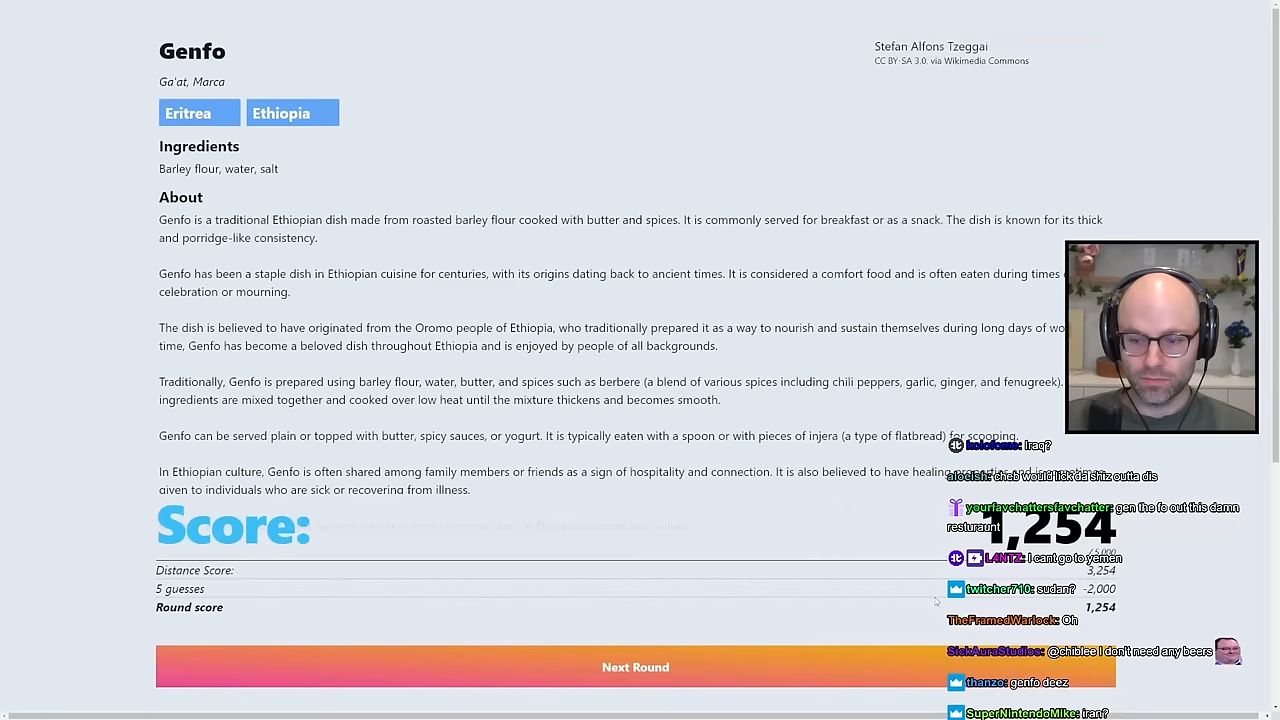 Genfo
Stefan Alfons Tzeggai
CC BY-SA 3.0, via Wikimedia Commons
Ga'at, Marca
Eritrea
Ethiopia
Ingredients
Barley flour, water, salt
About
Genfo is a traditional Ethiopian dish made from roasted barley flour cooked with butter and spices. It is commonly served for breakfast or as a snack. The dish is known for its thick
and porridge-like consistency.
Genfo has been a staple dish in Ethiopian cuisine for centuries, with its origins dating back to ancient times. It is considered a comfort food and is often eaten during times
celebration or mourning.
The dish is believed to have originated from the Oromo people of Ethiopia, who traditionally prepared it as a way to nourish and sustain themselves during long days of wo
time, Genfo has become a beloved dish throughout Ethiopia and is enjoyed by people of all backgrounds.
Traditionally, Genfo is prepared using barley flour, water, butter, and spices such as berbere (a blend of various spices including chili peppers, garlic, ginger, and fenugreek).
ingredients are mixed together and cooked over low heat until the mixture thickens and becomes smooth.
Genfo can be served plain or topped with butter, spicy sauces, or yogurt. It is typically eaten with a spoon or with pieces of injera (a type of flatbread) for scooping.
kolofome: Iraq?
In Ethiopian culture, Genfo is often shared among family members or friends as a sign of hospitality and connection. It is also believed to have healing
given to individuals who are sick or recovering from illness.
aloeish: cheb would lick da shiz outta dis
yourfavchattersfavchatter: gen the fo out this damn
resturaunt
Score:
1,254
5,000
L4NTZ: I cant go to yemen
Distance Score:
3,254
5 guesses
-2,000
twitcher710: sudan?
Round score
1,254
TheFramedWarlock: Oh
SickAuraStudios: @chiblee I don't need any beers
Next Round
thanzo: genfo deez
SuperNintendoMike: iran?